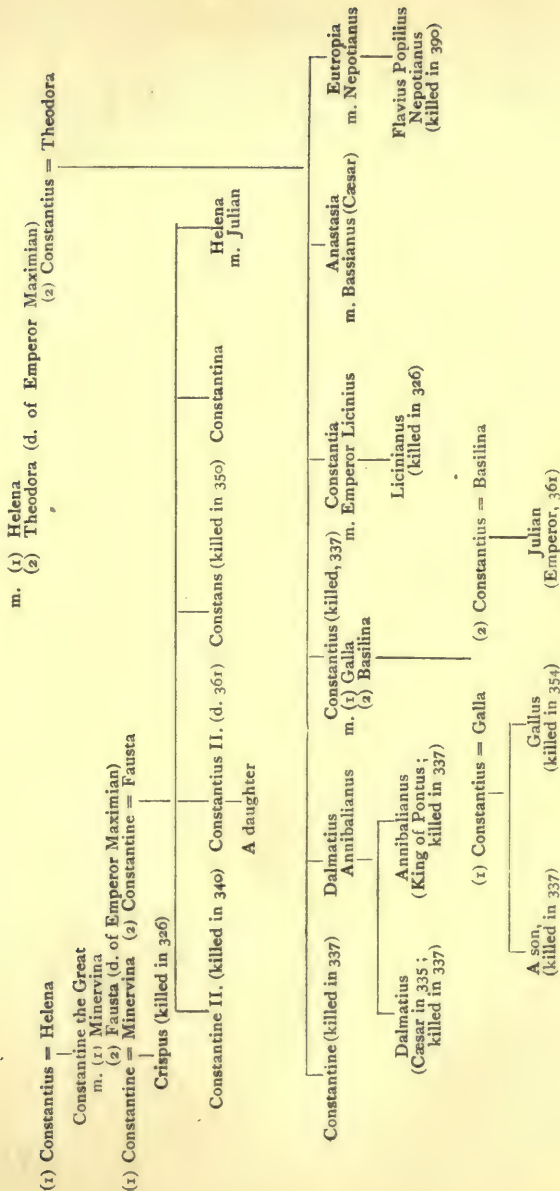 m. (1) Helena
(2) Theodora (d. of Emperor Maximian)
(1) Constantius = Helena
(2) Constantius = Theodora
Constantine the Great
m. (1) Minervina
(2) Fausta (d. of Emperor Maximian)
(1) Constantine = Minervina (2) Constantine = Fausta
Crispus (killed in 326)
Constantine II. (killed in 340) Constantius II. (d. 361) Constans (killed in 350) Constantina Helena
m. Julian
A daughter
Constantine (killed in 337) Dalmatius Constantius (killed, 337) Constantia Anastasia Eutropia
Annibalianus m. (1) Galla m. Emperor Licinius m. Bassianus (Cæsar) m. Nepotianus
(2) Basilina
Dalmatius Annibalianus Licinianus Flavius Popilius
(Cæsar in 335; (King of Pontus; (killed in 326) Nepotianus
killed in 337) killed in 337) (killed in 390)
(1) Constantius = Galla (2) Constantius = Basilina
A son, Gallus Julian
(killed in 337) (killed in 354) (Emperor, 361)